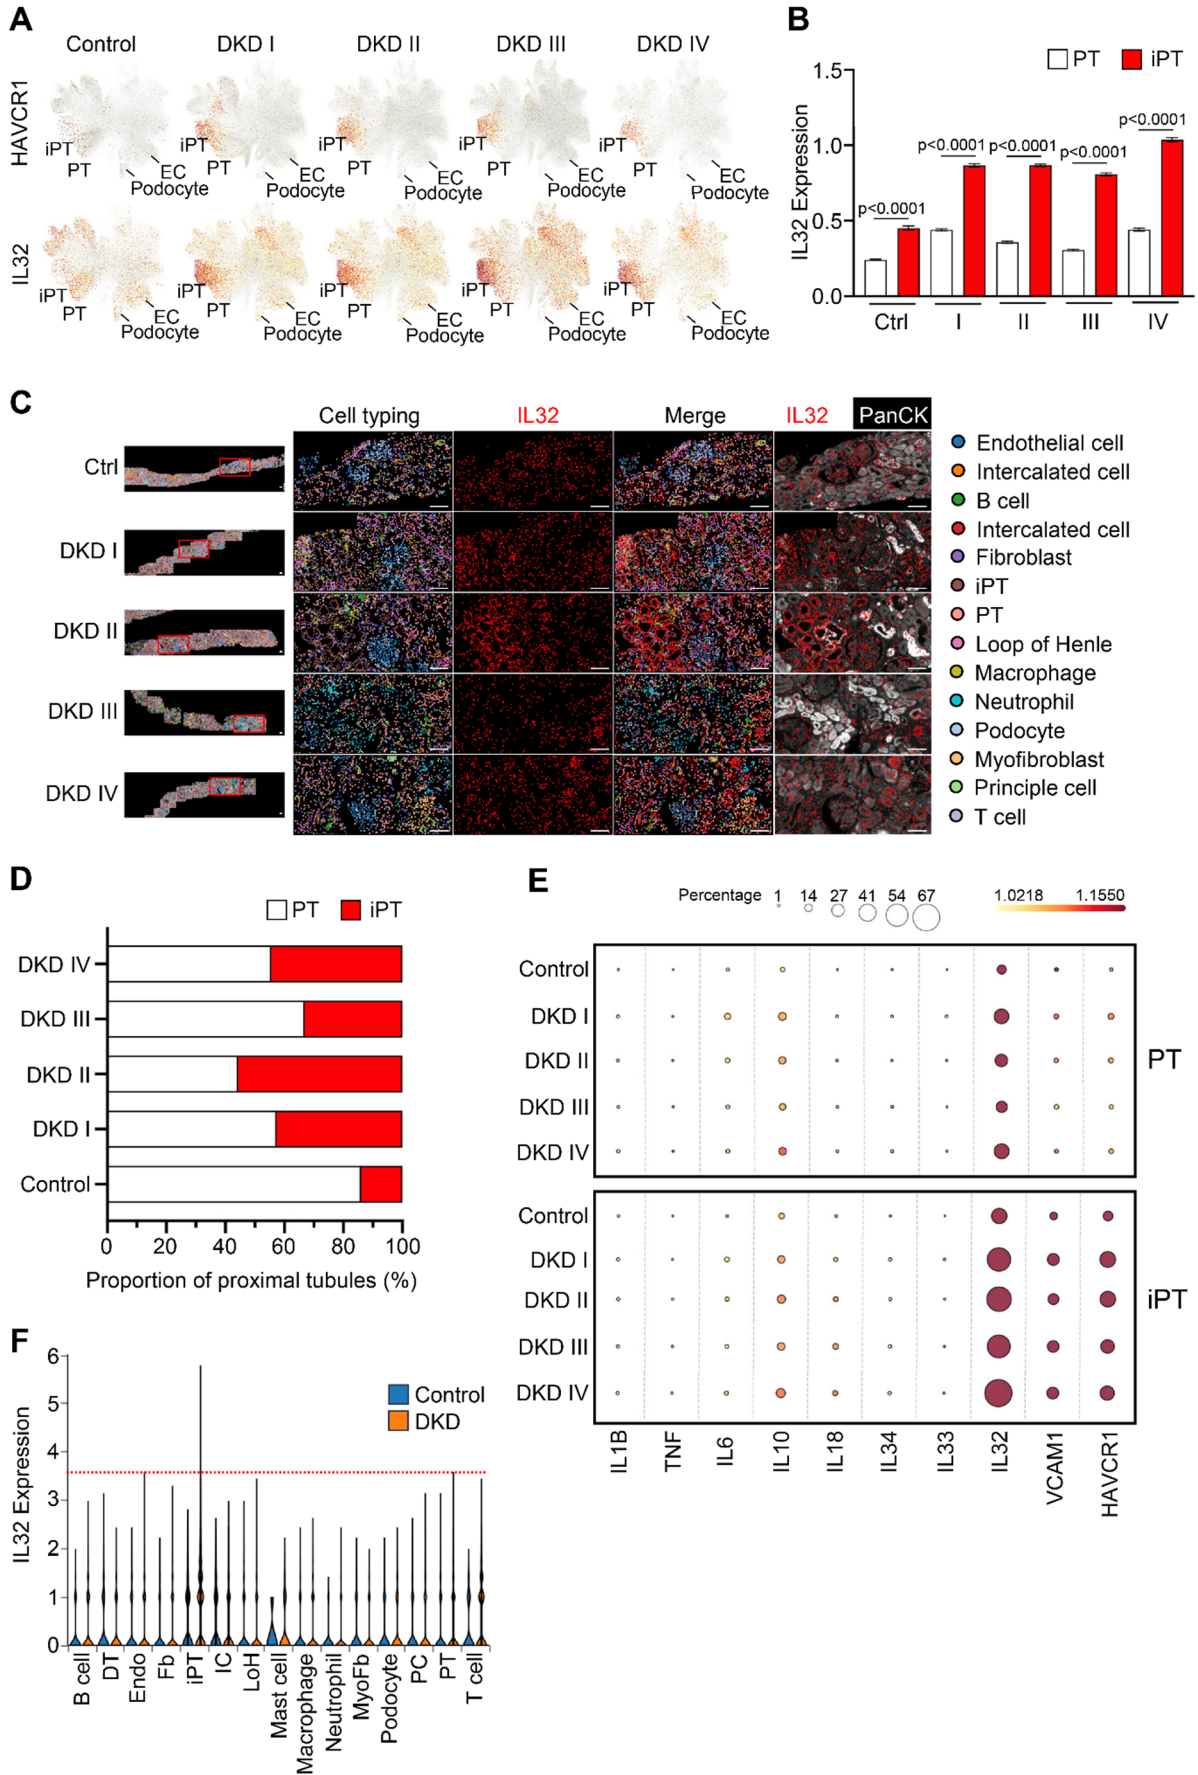 A
Control
DKD I
DKD II
DKD III
DKD IV
HAVCR1
iPT
PT
EC
Podocyte
iPT
PT
EC
Podocyte
iPT
PT
EC
Podocyte
iPT
PT
EC
Podocyte
iPT
PT
EC
Podocyte
IL32
iPT
PT
EC
Podocyte
iPT
PT
EC
Podocyte
iPT
PT
EC
Podocyte
iPT
PT
EC
Podocyte
iPT
PT
EC
Podocyte
B
PT
iPT
IL32 Expression
1.5
1.0
0.5
0.0
p<0.0001
p<0.0001
p<0.0001
p<0.0001
p<0.0001
Ctrl
I
II
III
IV
C
Cell typing
IL32
Merge
IL32
PanCK
Ctrl
DKD I
DKD II
DKD III
DKD IV
Endothelial cell
Intercalated cell
B cell
Intercalated cell
Fibroblast
iPT
PT
Loop of Henle
Macrophage
Neutrophil
Podocyte
Myofibroblast
Principle cell
T cell
D
PT
iPT
DKD IV
DKD III
DKD II
DKD I
Control
0 20 40 60 80 100
Proportion of proximal tubules (%)
E
Percentage 1 14 27 41 54 67
1.0218 1.1550
Control
DKD I
DKD II
DKD III
DKD IV
PT
Control
DKD I
DKD II
DKD III
DKD IV
iPT
IL1B
TNF
IL6
IL10
IL18
IL34
IL33
IL32
VCAM1
HAVCR1
F
IL32 Expression
6
5
4
3
2
1
0
Control
DKD
B cell
DT
Endo
Fb
iPT
IC
LoH
Mast cell
Macrophage
Neutrophil
MyoFb
Podocyte
PC
PT
T cell